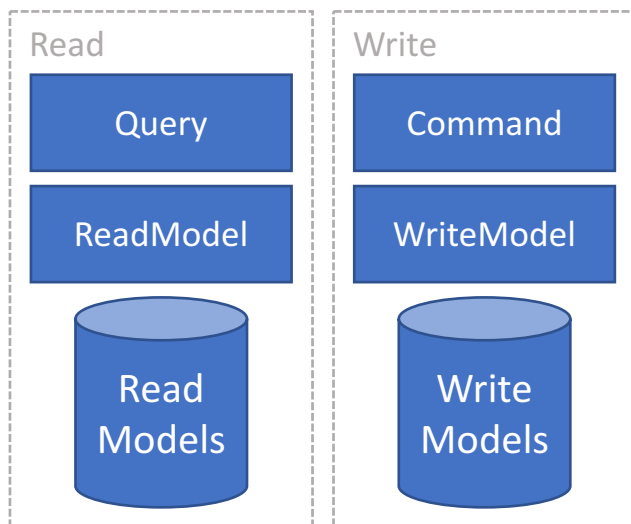 Read
Query
ReadModel
Read
Models
Write
Command
WriteModel
Write
Models